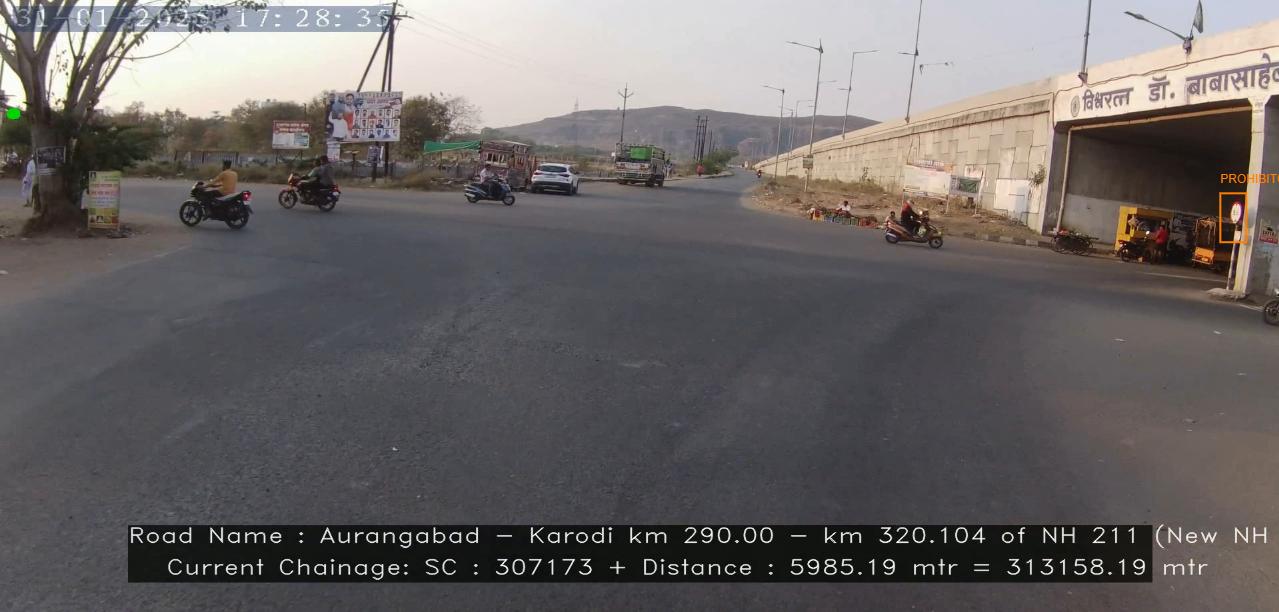 31-01-2025 17:28:35
विश्वरत्न डॉ. बाबासाहे
PROHIBITO
Road Name : Aurangabad - Karodi km 290.00 - km 320.104 of NH 211 (New NH
Current Chainage: SC : 307173 + Distance : 5985.19 mtr = 313158.19 mtr